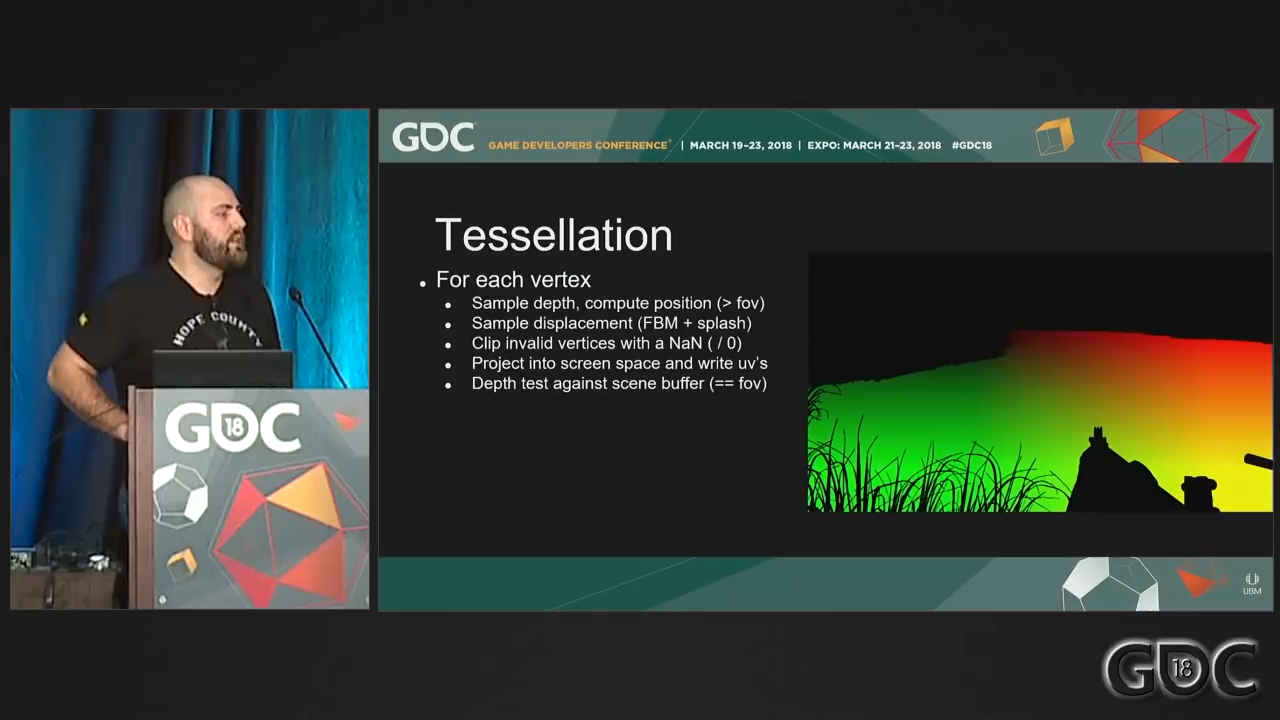 GDC GAME DEVELOPERS CONFERENCE® | MARCH 19–23, 2018 | EXPO: MARCH 21–23, 2018 #GDC18
Tessellation
• For each vertex
• Sample depth, compute position (> fov)
• Sample displacement (FBM + splash)
• Clip invalid vertices with a NaN ( / 0)
• Project into screen space and write uv's
• Depth test against scene buffer (== fov)
HOPE COUNTY
GDC
18
UBM
GDC
18